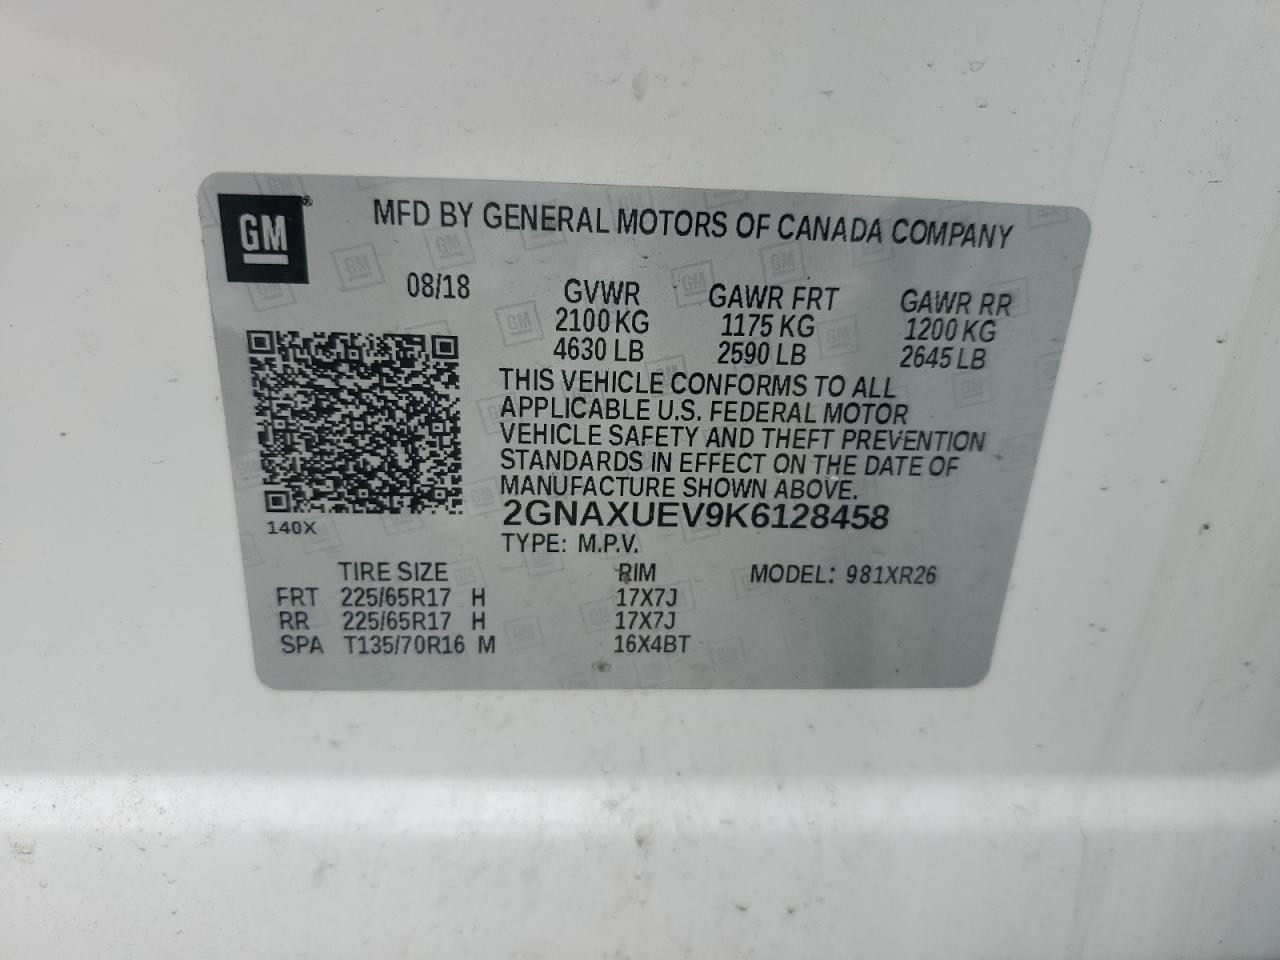 GM ®
MFD BY GENERAL MOTORS OF CANADA COMPANY
08/18 GVWR GAWR FRT GAWR RR
2100 KG 1175 KG 1200 KG
4630 LB 2590 LB 2645 LB
THIS VEHICLE CONFORMS TO ALL
APPLICABLE U.S. FEDERAL MOTOR
VEHICLE SAFETY AND THEFT PREVENTION
STANDARDS IN EFFECT ON THE DATE OF
MANUFACTURE SHOWN ABOVE.
140X
2GNAXUEV9K6128458
TYPE: M.P.V.
TIRE SIZE RIM MODEL: 981XR26
FRT 225/65R17 H 17X7J
RR 225/65R17 H 17X7J
SPA T135/70R16 M 16X4BT